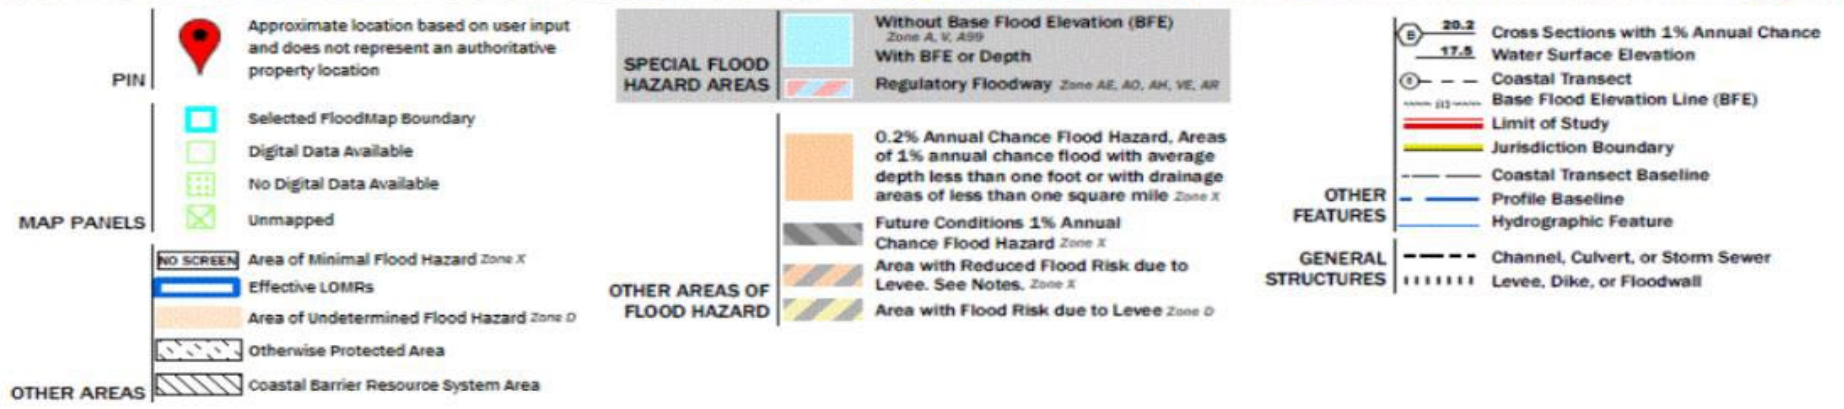 PIN
Approximate location based on user input
and does not represent an authoritative
property location
MAP PANELS
Selected FloodMap Boundary
Digital Data Available
No Digital Data Available
Unmapped
OTHER AREAS
NO SCREEN Area of Minimal Flood Hazard Zone X
Effective LOMRs
Area of Undetermined Flood Hazard Zone D
Otherwise Protected Area
Coastal Barrier Resource System Area
SPECIAL FLOOD
HAZARD AREAS
Without Base Flood Elevation (BFE)
Zone A, V, A99
With BFE or Depth
Regulatory Floodway Zone AE, AO, AH, VE, AR
OTHER AREAS OF
FLOOD HAZARD
0.2% Annual Chance Flood Hazard, Areas
of 1% annual chance flood with average
depth less than one foot or with drainage
areas of less than one square mile Zone X
Future Conditions 1% Annual
Chance Flood Hazard Zone X
Area with Reduced Flood Risk due to
Levee. See Notes. Zone X
Area with Flood Risk due to Levee Zone D
OTHER
FEATURES
20.2 Cross Sections with 1% Annual Chance
17.5 Water Surface Elevation
Coastal Transect
Base Flood Elevation Line (BFE)
Limit of Study
Jurisdiction Boundary
Coastal Transect Baseline
Profile Baseline
Hydrographic Feature
GENERAL
STRUCTURES
Channel, Culvert, or Storm Sewer
Levee, Dike, or Floodwall